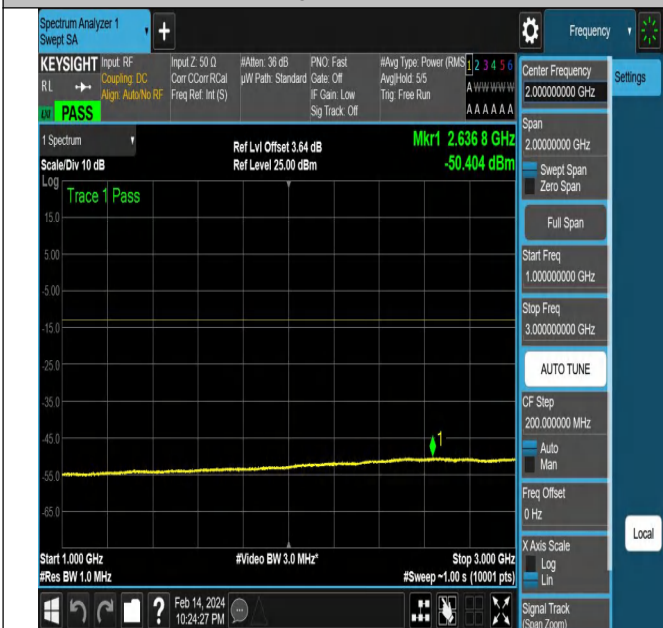 Spectrum Analyzer 1
Swept SA
+
Frequency
KEYSIGHT
RL
LXI PASS
Input: RF
Coupling: DC
Align: Auto/No RF
Input Z: 50 Ω
Corr CCorr RCal
Freq Ref: Int (S)
#Atten: 36 dB
µW Path: Standard
PNO: Fast
Gate: Off
IF Gain: Low
Sig Track: Off
#Avg Type: Power (RMS
Avg|Hold: 5/5
Trig: Free Run
1 2 3 4 5 6
A W W W W W
A A A A A A
1 Spectrum
Scale/Div 10 dB
Ref Lvl Offset 3.64 dB
Ref Level 25.00 dBm
Mkr1 2.636 8 GHz
-50.404 dBm
Log
Trace 1 Pass
15.0
5.00
-5.00
-15.0
-25.0
-35.0
-45.0
-55.0
-65.0
1
Start 1.000 GHz
#Res BW 1.0 MHz
#Video BW 3.0 MHz*
Stop 3.000 GHz
#Sweep ~1.00 s (10001 pts)
?
Feb 14, 2024
10:24:27 PM
Center Frequency
2.000000000 GHz
Span
2.00000000 GHz
Swept Span
Zero Span
Full Span
Start Freq
1.000000000 GHz
Stop Freq
3.000000000 GHz
AUTO TUNE
CF Step
200.000000 MHz
Auto
Man
Freq Offset
0 Hz
X Axis Scale
Log
Lin
Signal Track
(Span Zoom)
Settings
Local